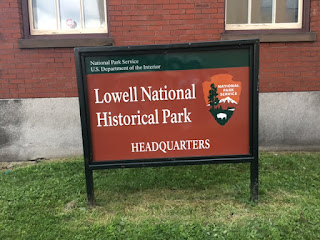 National Park Service
U.S. Department of the Interior
Lowell National
Historical Park
HEADQUARTERS
NATIONAL
PARK
SERVICE